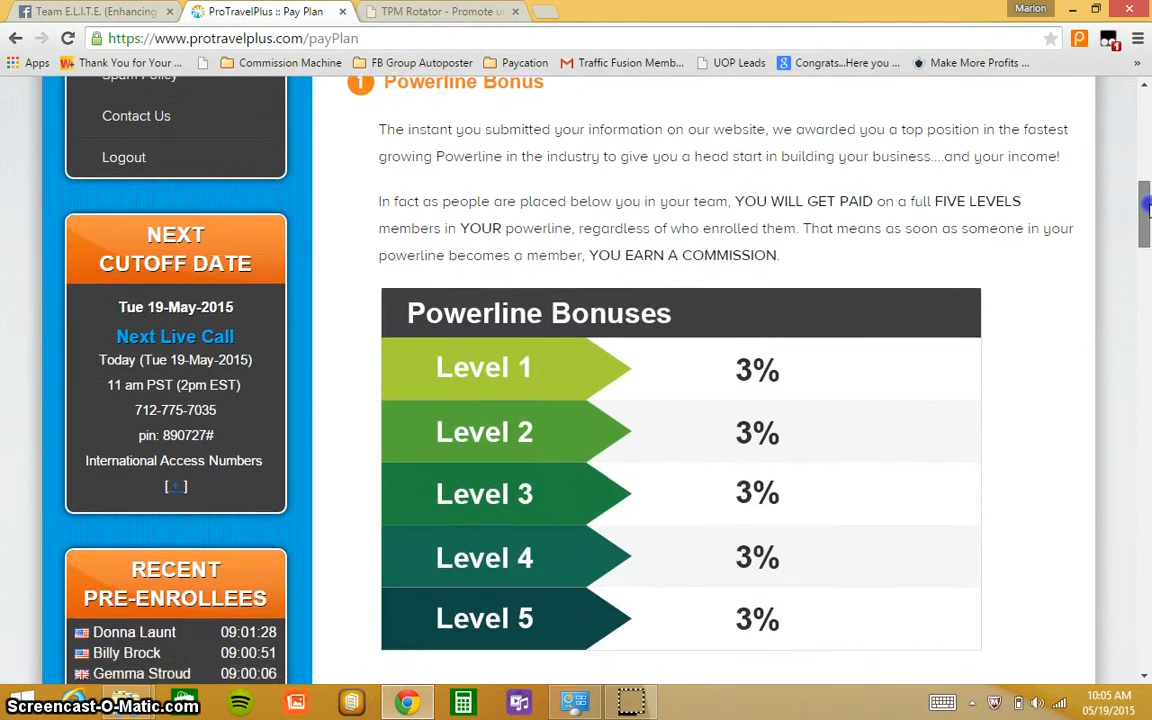 Marlon
Team E.L.I.T.E. (Enhancing
ProTravelPlus :: Pay Plan
TPM Rotator - Promote u
https://www.protravelplus.com/payPlan
Apps
Thank You for Your ...
Commission Machine
FB Group Autoposter
Paycation
Traffic Fusion Memb...
UOP Leads
Congrats...Here you ...
Make More Profits ...
»
Spam Policy
Contact Us
Logout
NEXT
CUTOFF DATE
Tue 19-May-2015
Next Live Call
Today (Tue 19-May-2015)
11 am PST (2pm EST)
712-775-7035
pin: 890727#
International Access Numbers
[ + ]
RECENT
PRE-ENROLLEES
Donna Launt 09:01:28
Billy Brock 09:00:51
Gemma Stroud 09:00:06
1 Powerline Bonus
The instant you submitted your information on our website, we awarded you a top position in the fastest
growing Powerline in the industry to give you a head start in building your business....and your income!
In fact as people are placed below you in your team, YOU WILL GET PAID on a full FIVE LEVELS
members in YOUR powerline, regardless of who enrolled them. That means as soon as someone in your
powerline becomes a member, YOU EARN A COMMISSION.
Powerline Bonuses
Level 1 3%
Level 2 3%
Level 3 3%
Level 4 3%
Level 5 3%
Screencast-O-Matic.com
10:05 AM
05/19/2015